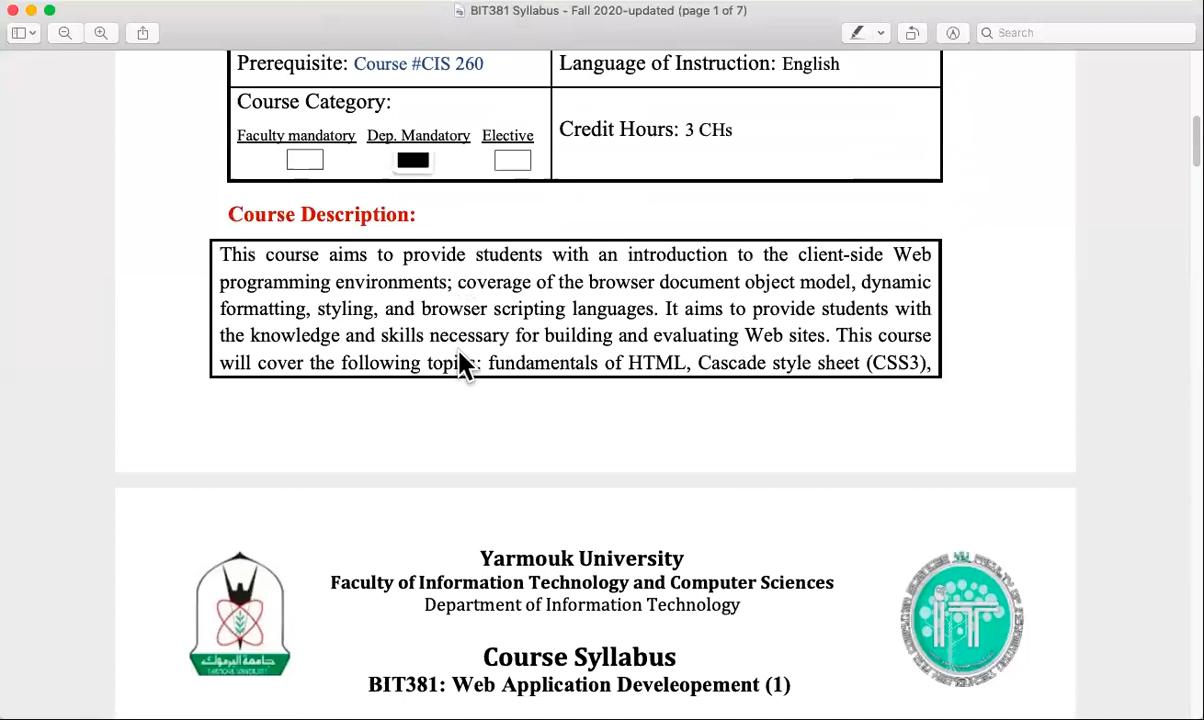 BIT381 Syllabus - Fall 2020-updated (page 1 of 7)
Search
Prerequisite: Course #CIS 260
Language of Instruction: English
Course Category:
Faculty mandatory Dep. Mandatory Elective
Credit Hours: 3 CHs
Course Description:
This course aims to provide students with an introduction to the client-side Web
programming environments; coverage of the browser document object model, dynamic
formatting, styling, and browser scripting languages. It aims to provide students with
the knowledge and skills necessary for building and evaluating Web sites. This course
will cover the following topics: fundamentals of HTML, Cascade style sheet (CSS3),
Yarmouk University
Faculty of Information Technology and Computer Sciences
Department of Information Technology
جامعة اليرموك
IT
Course Syllabus
BIT381: Web Application Develeopement (1)